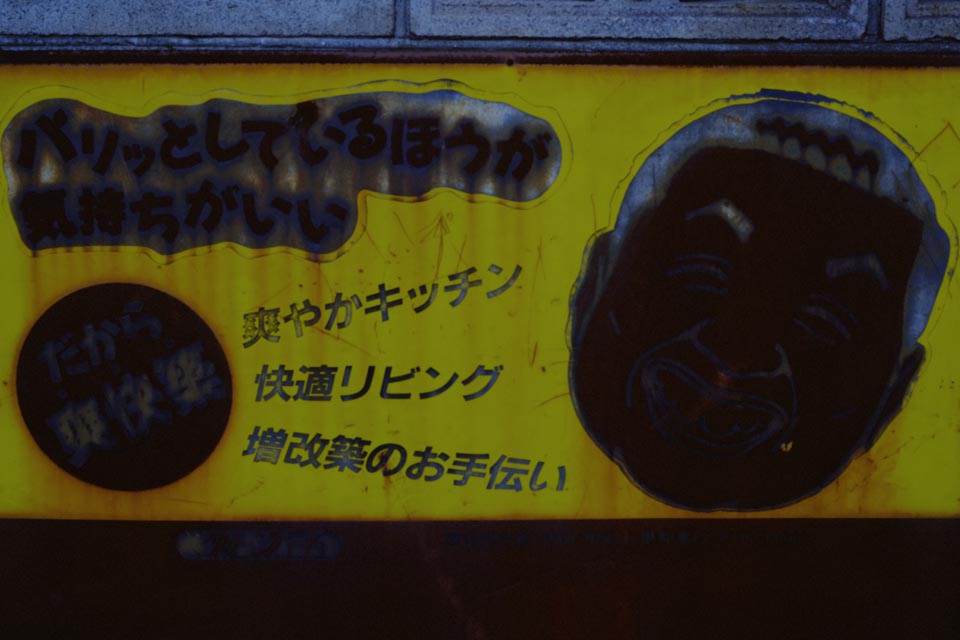 パリッとしているほうが
気持ちがいい
だから
爽快築
爽やかキッチン
快適リビング
増改築のお手伝い